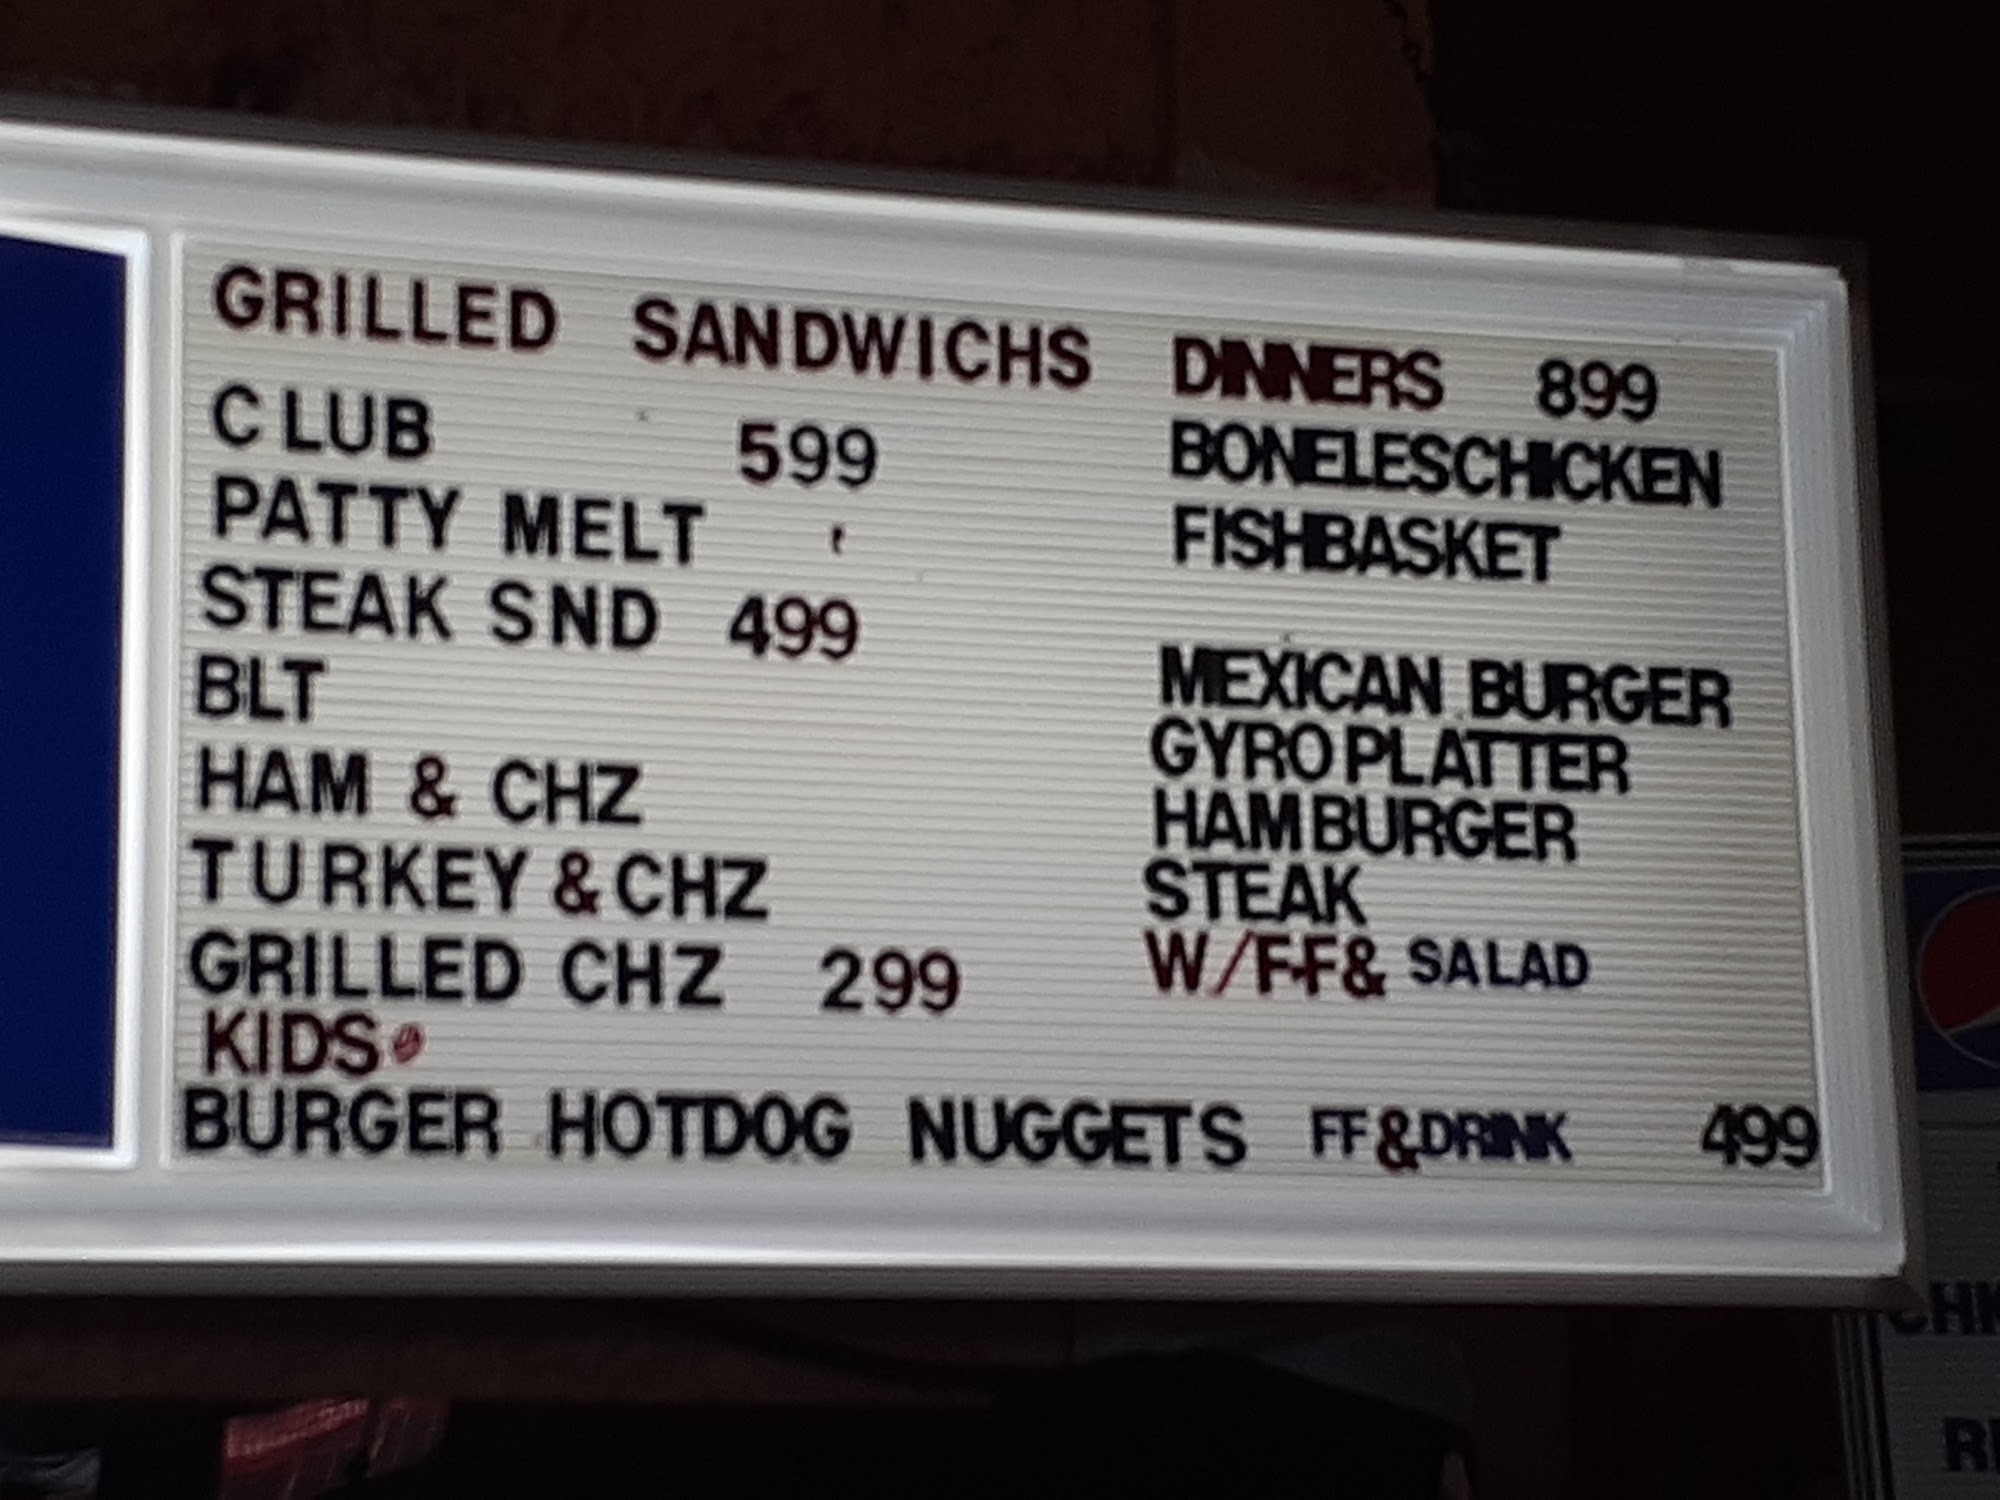 GRILLED SANDWICHS
CLUB 599
PATTY MELT
STEAK SND 499
BLT
HAM & CHZ
TURKEY & CHZ
GRILLED CHZ 299
KIDS
BURGER HOTDOG NUGGETS FF & DRINK 499
DINNERS 899
BONELESCHICKEN
FISHBASKET
MEXICAN BURGER
GYRO PLATTER
HAMBURGER
STEAK
W/FF& SALAD